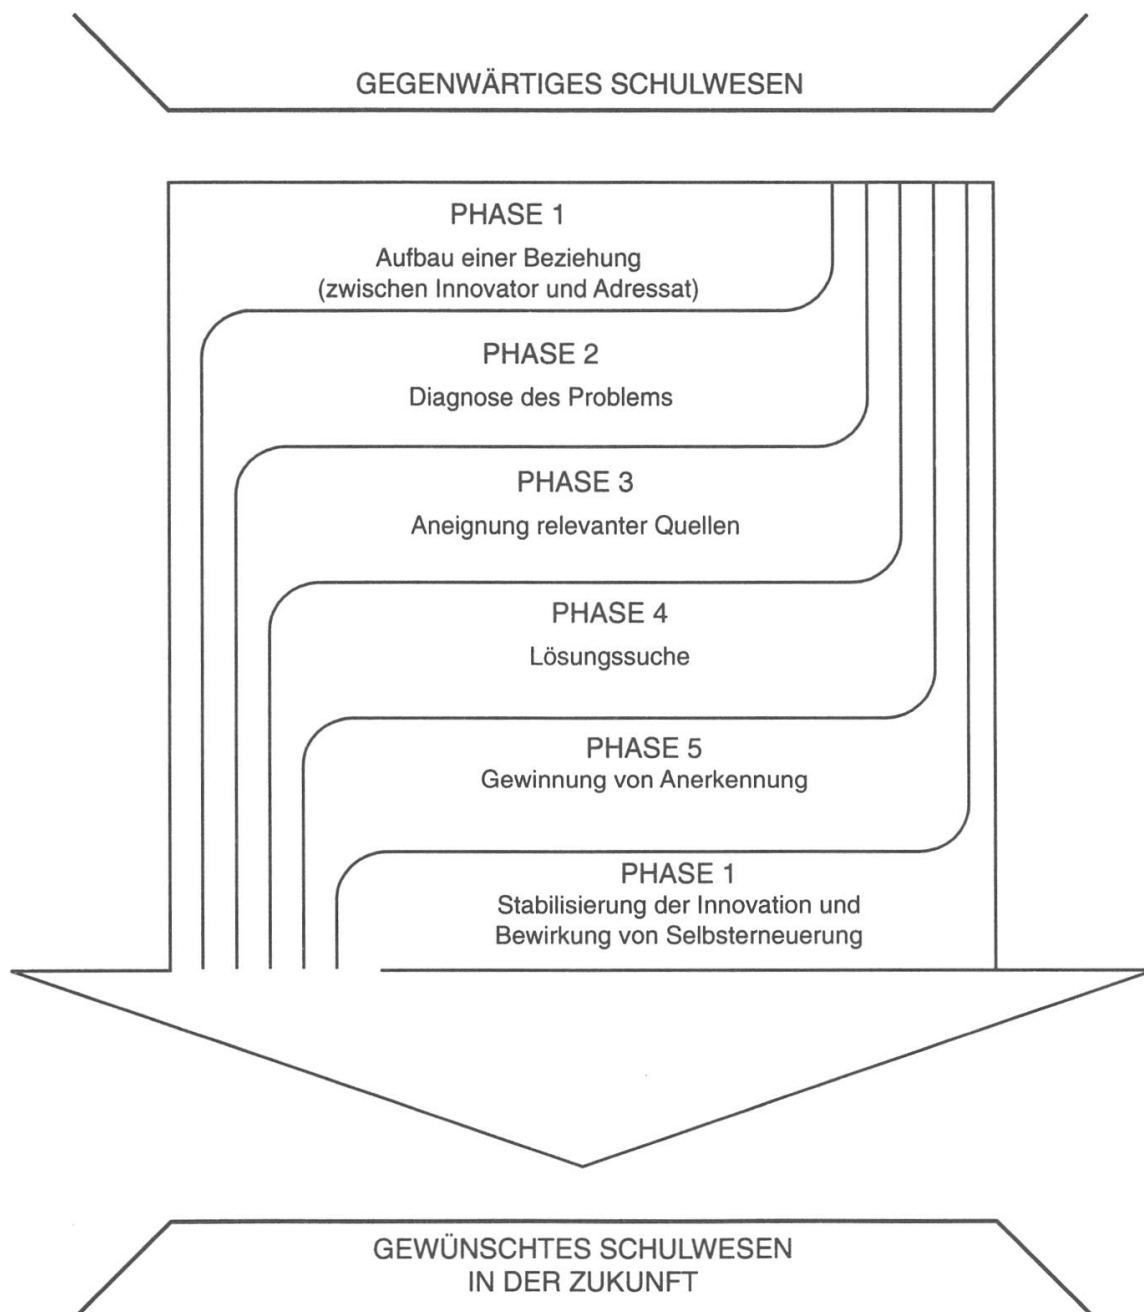 GEGENWÄRTIGES SCHULWESEN
PHASE 1
Aufbau einer Beziehung
(zwischen Innovator und Adressat)
PHASE 2
Diagnose des Problems
PHASE 3
Aneignung relevanter Quellen
PHASE 4
Lösungssuche
PHASE 5
Gewinnung von Anerkennung
PHASE 1
Stabilisierung der Innovation und
Bewirkung von Selbsterneuerung
GEWÜNSCHTES SCHULWESEN
IN DER ZUKUNFT